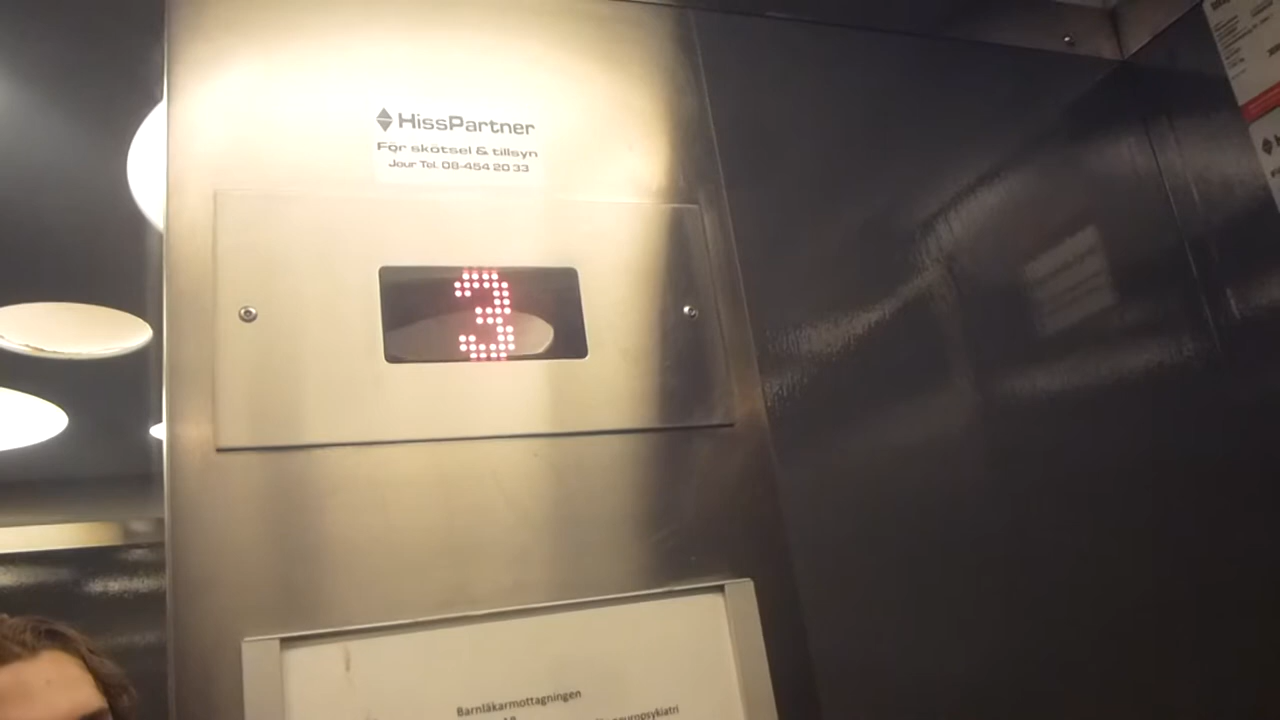 HissPartner
För skötsel & tillsyn
Jour Tel. 08-454 20 33
3
Barnläkarmottagningen